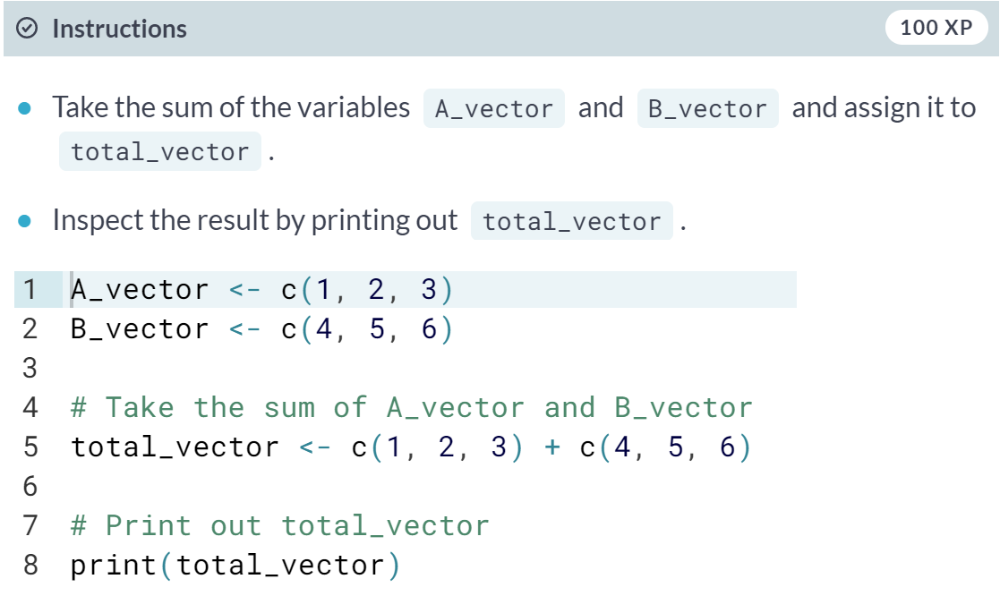 Instructions
100 XP
Take the sum of the variables A_vector and B_vector and assign it to
total_vector .
Inspect the result by printing out total_vector .
1 A_vector <- c(1, 2, 3)
2 B_vector <- c(4, 5, 6)
3
4 # Take the sum of A_vector and B_vector
5 total_vector <- c(1, 2, 3) + c(4, 5, 6)
6
7 # Print out total_vector
8 print(total_vector)